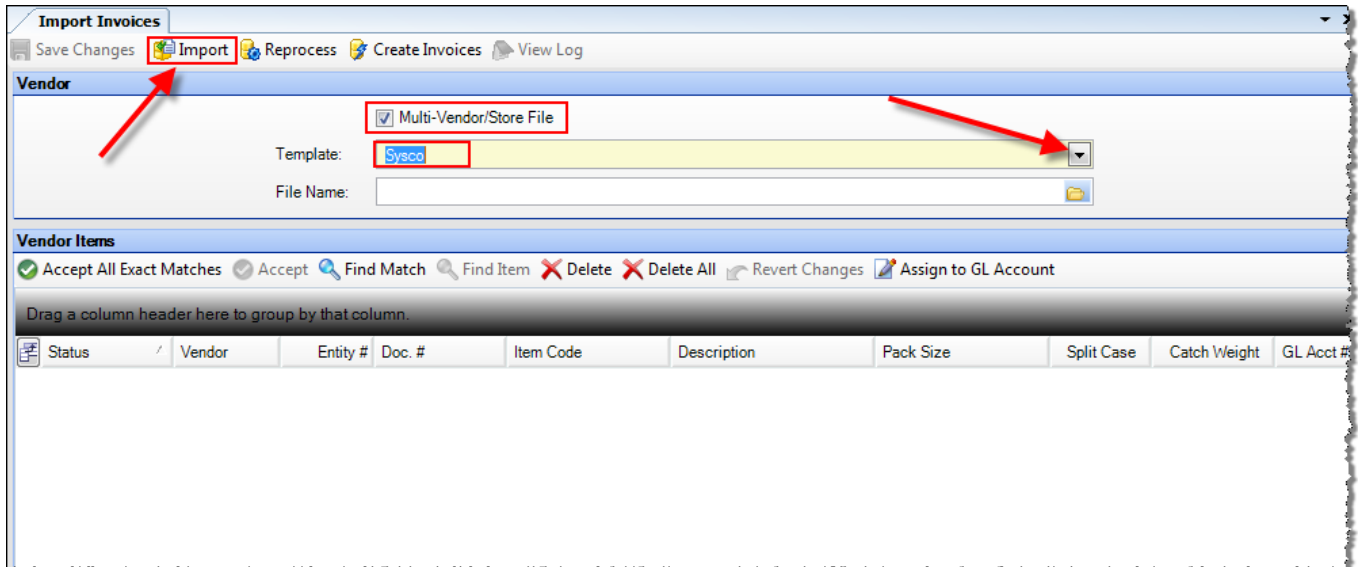 Import Invoices
Save Changes Import Reprocess Create Invoices View Log
Vendor
Multi-Vendor/Store File
Template: Sysco
File Name:
Vendor Items
Accept All Exact Matches Accept Find Match Find Item Delete Delete All Revert Changes Assign to GL Account
Drag a column header here to group by that column.
Status Vendor Entity # Doc. # Item Code Description Pack Size Split Case Catch Weight GL Acct #